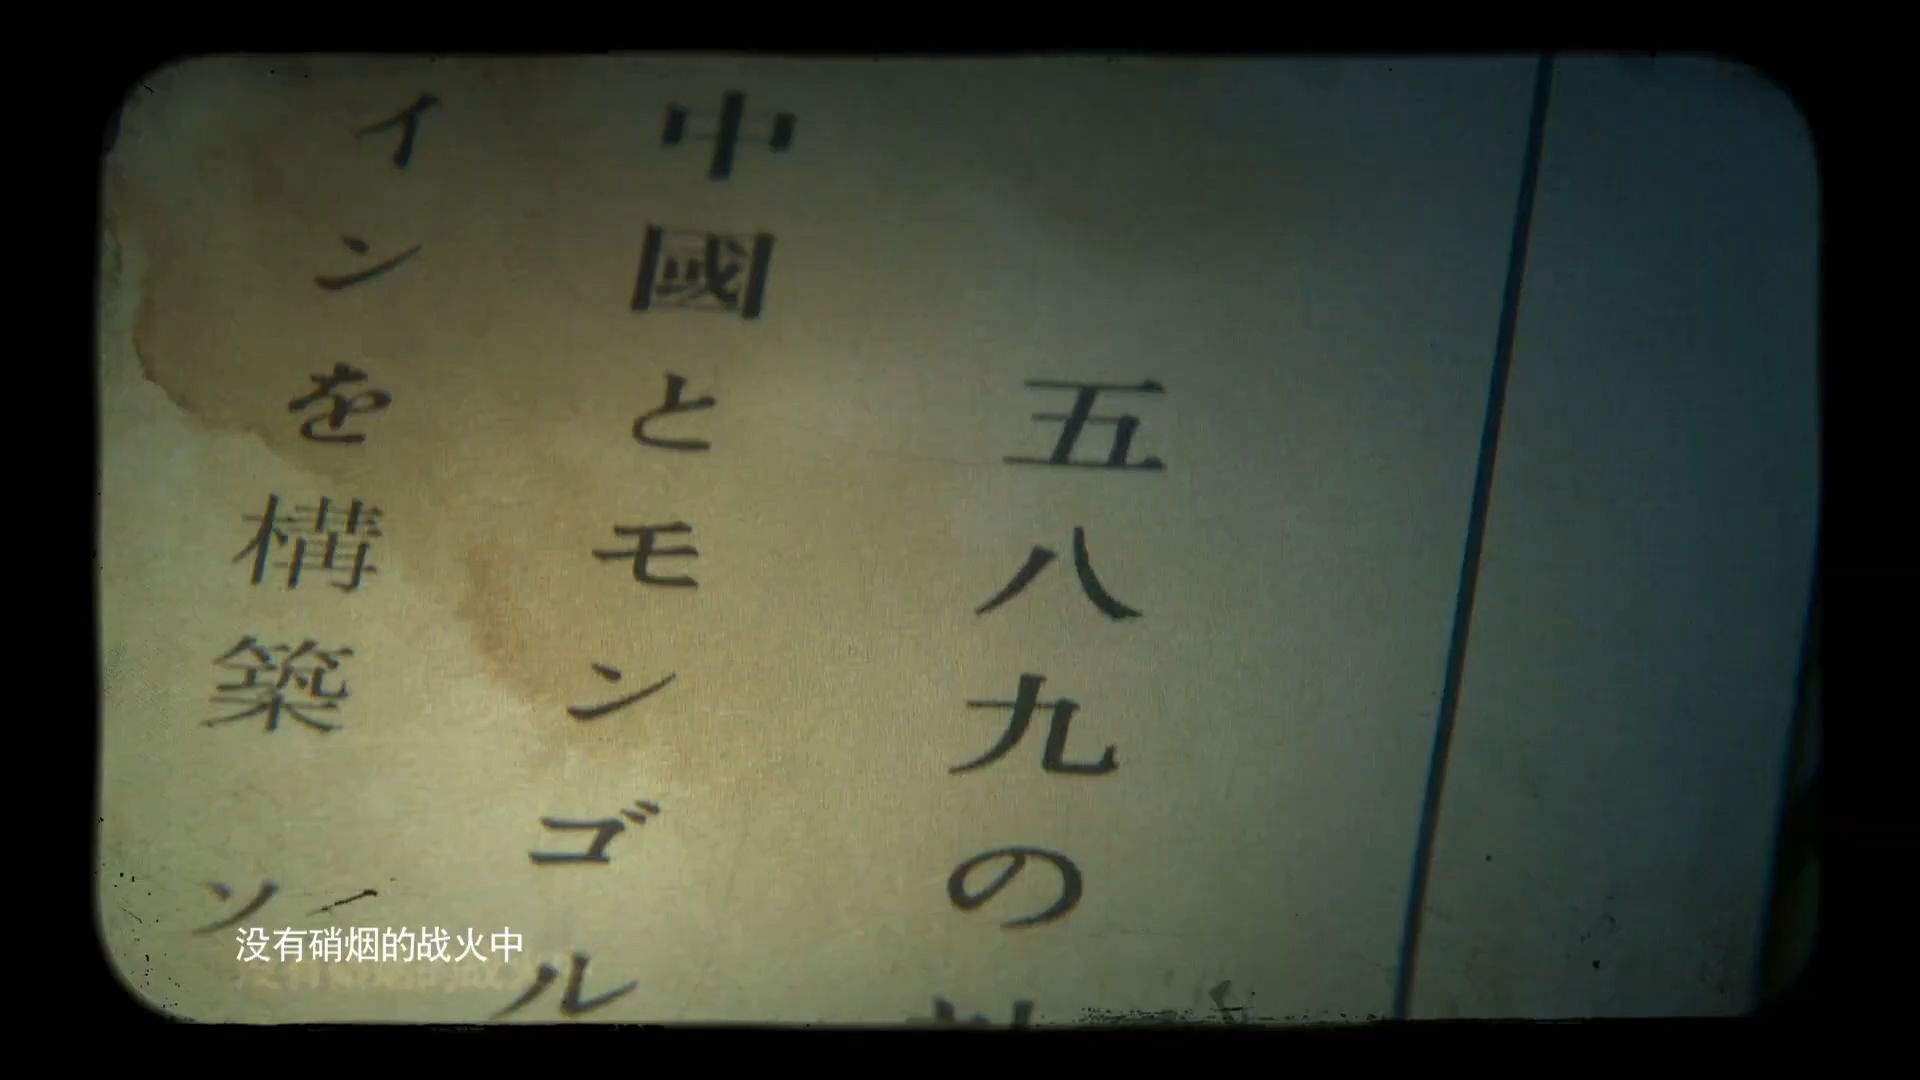 五八九の
中國とモンゴル
インを構築 ソ
没有硝烟的战火中